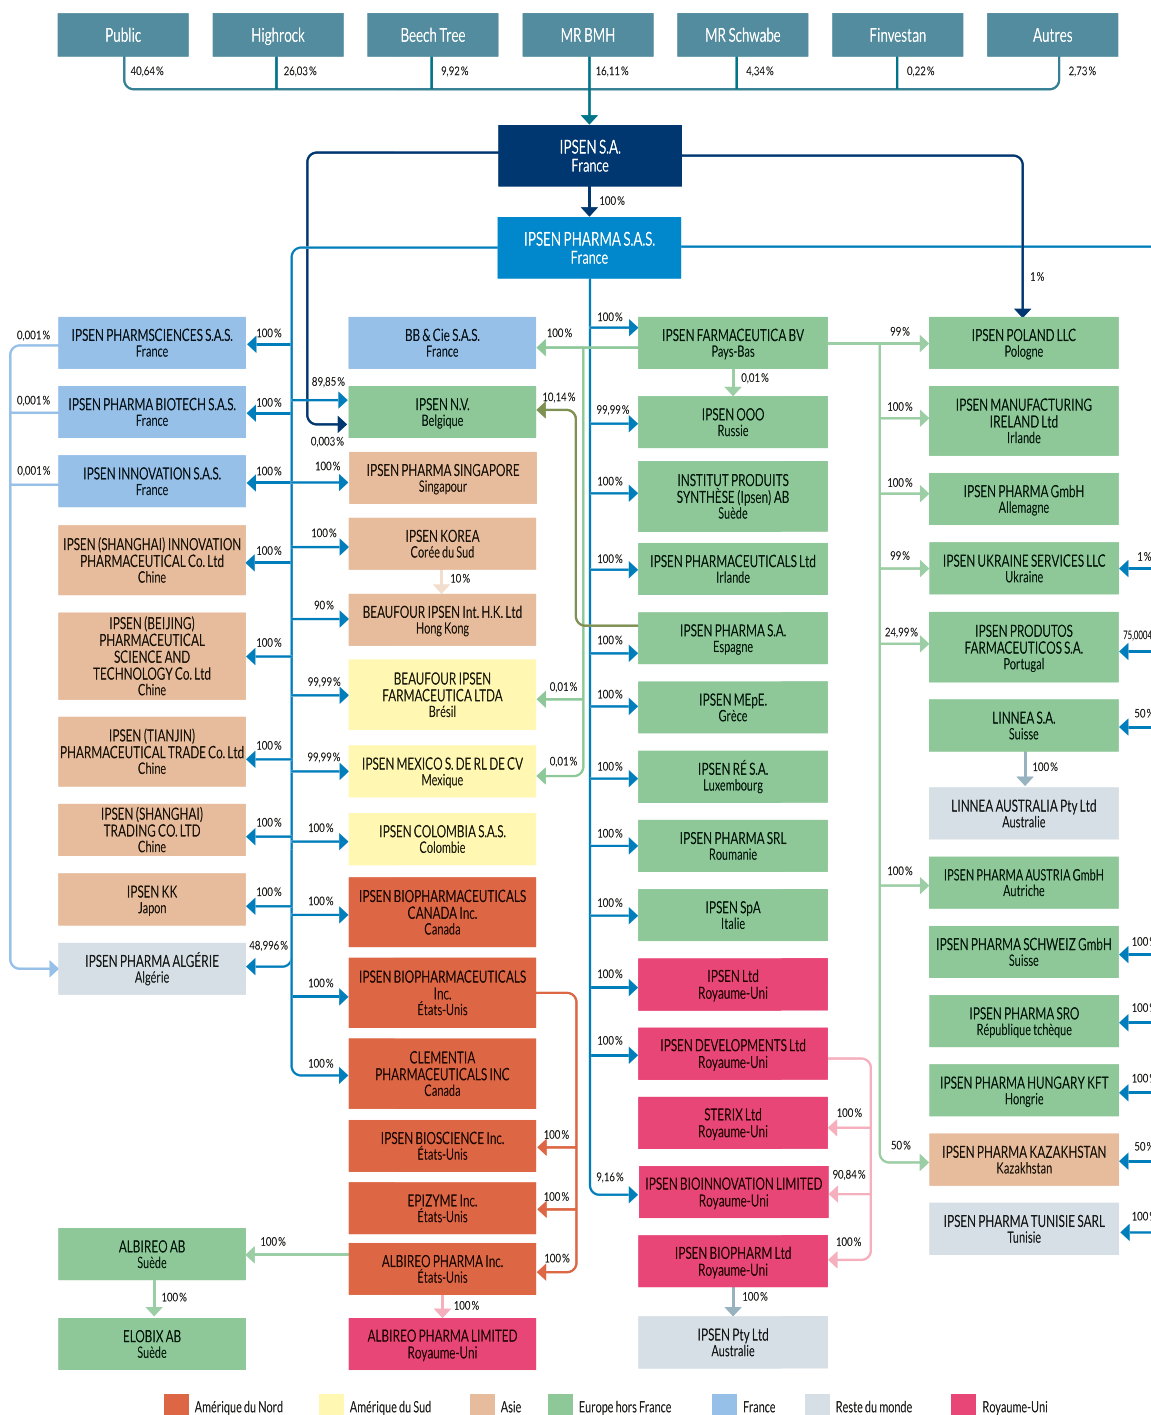 Public
Highrock
Beech Tree
MR BMH
MR Schwabe
Finvestan
Autres
40,64%
26,03%
9,92%
16,11%
4,34%
0,22%
2,73%
IPSEN S.A.
France
100%
1%
IPSEN PHARMA S.A.S.
France
0,001%
IPSEN PHARMSCIENCES S.A.S.
France
100%
0,001%
IPSEN PHARMA BIOTECH S.A.S.
France
100%
0,001%
IPSEN INNOVATION S.A.S.
France
100%
IPSEN (SHANGHAI) INNOVATION
PHARMACEUTICAL Co. Ltd
Chine
100%
IPSEN (BEIJING)
PHARMACEUTICAL
SCIENCE AND
TECHNOLOGY Co. Ltd
Chine
100%
IPSEN (TIANJIN)
PHARMACEUTICAL TRADE Co. Ltd
Chine
100%
IPSEN (SHANGHAI)
TRADING CO. LTD
Chine
100%
IPSEN KK
Japon
100%
IPSEN PHARMA ALGÉRIE
Algérie
48,996%
ALBIREO AB
Suède
100%
100%
ELOBIX AB
Suède
BB & Cie S.A.S.
France
100%
89,85%
IPSEN N.V.
Belgique
10,14%
0,003%
100%
IPSEN PHARMA SINGAPORE
Singapour
100%
IPSEN KOREA
Corée du Sud
10%
90%
BEAUFOUR IPSEN Int. H.K. Ltd
Hong Kong
99,99%
BEAUFOUR IPSEN
FARMACEUTICA LTDA
Brésil
0,01%
99,99%
IPSEN MEXICO S. DE RL DE CV
Mexique
0,01%
100%
IPSEN COLOMBIA S.A.S.
Colombie
100%
IPSEN BIOPHARMACEUTICALS
CANADA Inc.
Canada
100%
IPSEN BIOPHARMACEUTICALS
Inc.
États-Unis
100%
CLEMENTIA
PHARMACEUTICALS INC
Canada
IPSEN BIOSCIENCE Inc.
États-Unis
100%
EPIZYME Inc.
États-Unis
100%
ALBIREO PHARMA Inc.
États-Unis
100%
100%
ALBIREO PHARMA LIMITED
Royaume-Uni
100%
IPSEN FARMACEUTICA BV
Pays-Bas
0,01%
99,99%
IPSEN OOO
Russie
100%
INSTITUT PRODUITS
SYNTHÈSE (Ipsen) AB
Suède
100%
IPSEN PHARMACEUTICALS Ltd
Irlande
100%
IPSEN PHARMA S.A.
Espagne
100%
IPSEN MEpE.
Grèce
100%
IPSEN RÉ S.A.
Luxembourg
100%
IPSEN PHARMA SRL
Roumanie
100%
IPSEN SpA
Italie
100%
IPSEN Ltd
Royaume-Uni
100%
IPSEN DEVELOPMENTS Ltd
Royaume-Uni
STERIX Ltd
Royaume-Uni
100%
9,16%
IPSEN BIOINNOVATION LIMITED
Royaume-Uni
90,84%
IPSEN BIOPHARM Ltd
Royaume-Uni
100%
100%
IPSEN Pty Ltd
Australie
99%
IPSEN POLAND LLC
Pologne
100%
IPSEN MANUFACTURING
IRELAND Ltd
Irlande
100%
IPSEN PHARMA GmbH
Allemagne
99%
IPSEN UKRAINE SERVICES LLC
Ukraine
1%
24,99%
IPSEN PRODUTOS
FARMACEUTICOS S.A.
Portugal
75,0004
LINNEA S.A.
Suisse
50%
100%
LINNEA AUSTRALIA Pty Ltd
Australie
100%
IPSEN PHARMA AUSTRIA GmbH
Autriche
IPSEN PHARMA SCHWEIZ GmbH
Suisse
100%
IPSEN PHARMA SRO
République tchèque
100%
IPSEN PHARMA HUNGARY KFT
Hongrie
100%
50%
IPSEN PHARMA KAZAKHSTAN
Kazakhstan
50%
IPSEN PHARMA TUNISIE SARL
Tunisie
100%
Amérique du Nord
Amérique du Sud
Asie
Europe hors France
France
Reste du monde
Royaume-Uni